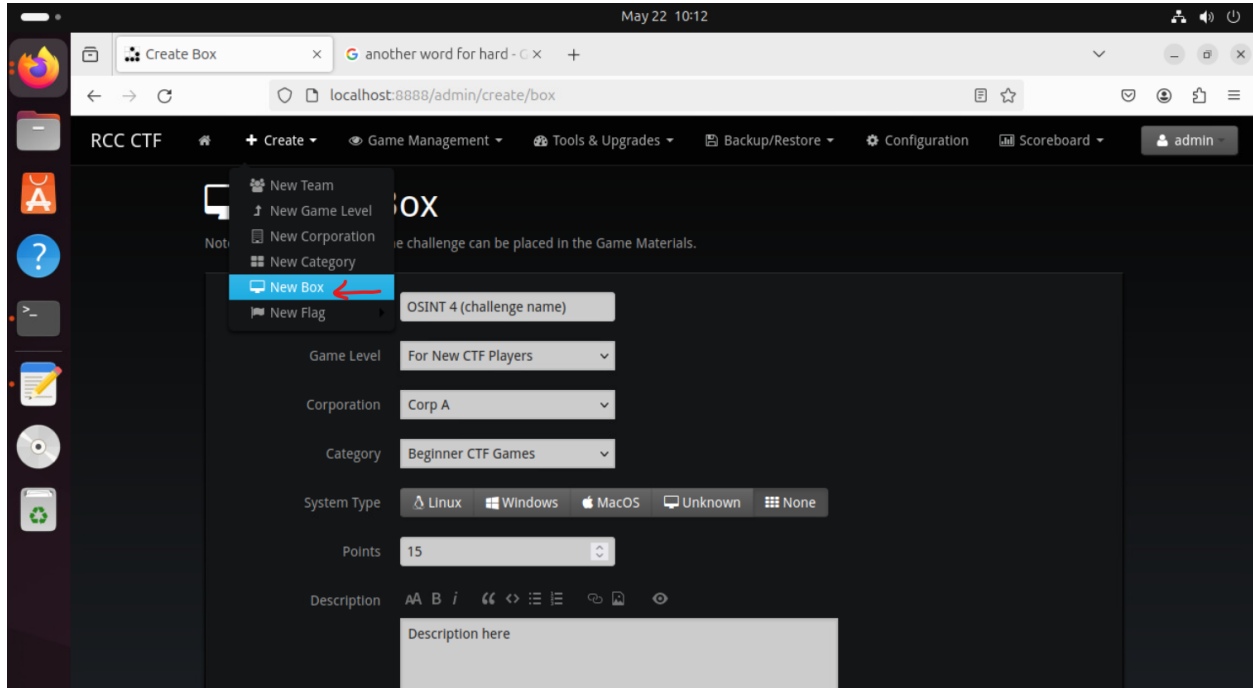 May 22 10:12
Create Box
another word for hard - G
localhost:8888/admin/create/box
RCC CTF Create Game Management Tools & Upgrades Backup/Restore Configuration Scoreboard admin
New Team
New Game Level
ox
New Corporation
Not
e challenge can be placed in the Game Materials.
New Category
New Box
OSINT 4 (challenge name)
New Flag
Game Level For New CTF Players
Corporation Corp A
Category Beginner CTF Games
System Type Linux Windows MacOS Unknown None
Points 15
Description AA B i
Description here